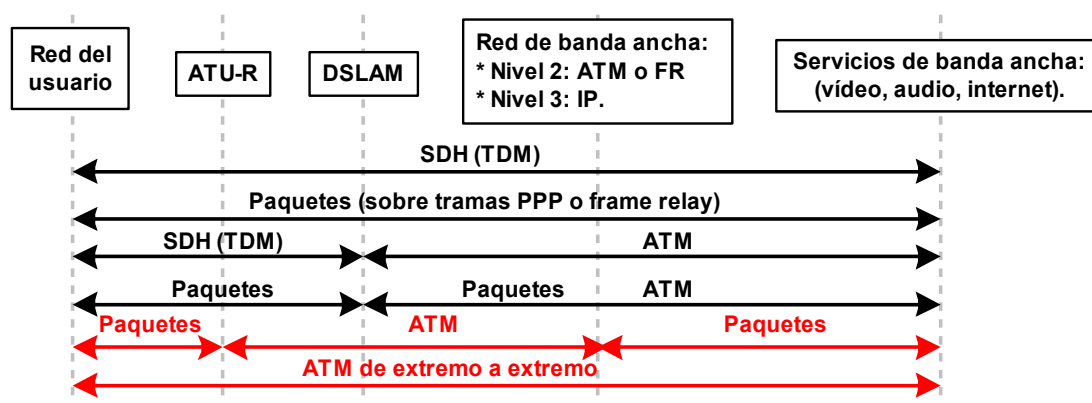 Red del
usuario
ATU-R
DSLAM
Red de banda ancha:
* Nivel 2: ATM o FR
* Nivel 3: IP.
Servicios de banda ancha:
(vídeo, audio, internet).
SDH (TDM)
Paquetes (sobre tramas PPP o frame relay)
SDH (TDM) ATM
Paquetes Paquetes ATM
Paquetes ATM Paquetes
ATM de extremo a extremo